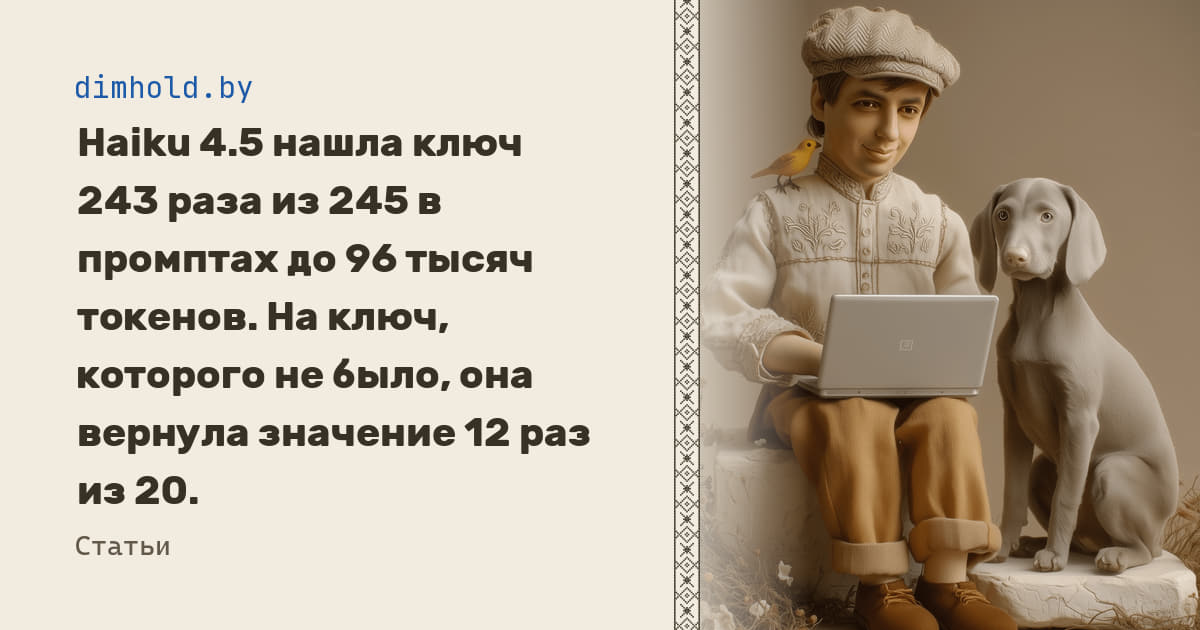 dimhold.by
Haiku 4.5 нашла ключ
243 раза из 245 в
промптах до 96 тысяч
токенов. На ключ,
которого не было, она
вернула значение 12 раз
из 20.
Статьи